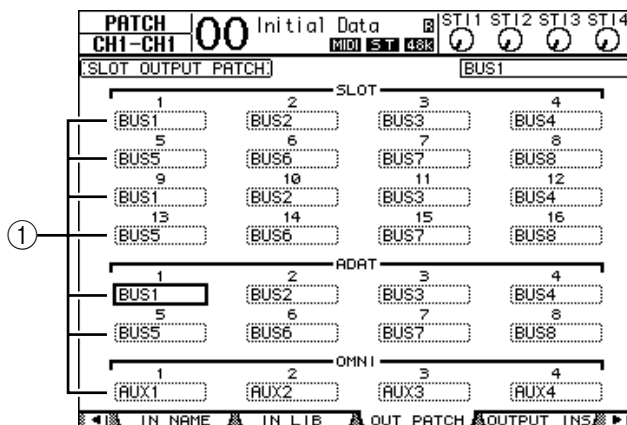 PATCH
CH1-CH1
00
Initial Data
R
MIDI ST 48K
STI1 STI2 STI3 STI4
SLOT OUTPUT PATCH
BUS1
SLOT
1 2 3 4
BUS1 BUS2 BUS3 BUS4
5 6 7 8
BUS5 BUS6 BUS7 BUS8
9 10 11 12
BUS1 BUS2 BUS3 BUS4
13 14 15 16
① BUS5 BUS6 BUS7 BUS8
ADAT
1 2 3 4
BUS1 BUS2 BUS3 BUS4
5 6 7 8
BUS5 BUS6 BUS7 BUS8
OMNI
1 2 3 4
AUX1 AUX2 AUX3 AUX4
IN NAME IN LIB OUT PATCH OUTPUT INS